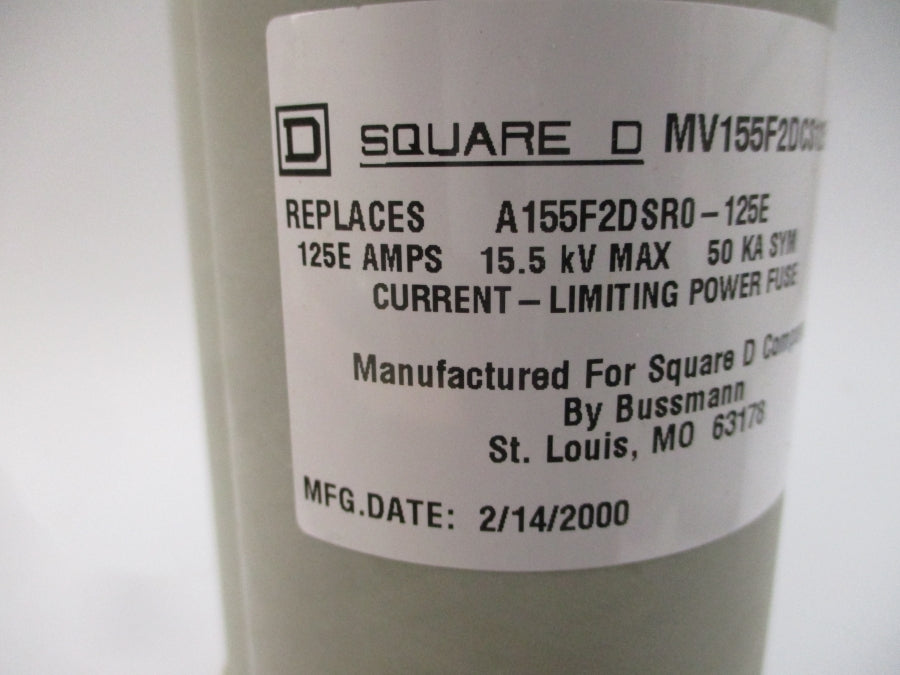 D SQUARE D
REPLACES A155F2DSR0-125E
125E AMPS 15.5 kV MAX 50 KA SYM
CURRENT-LIMITING POWER FUSE
Manufactured For Square D
By Bussmann
St. Louis, MO 63178
MFG.DATE: 2/14/2000